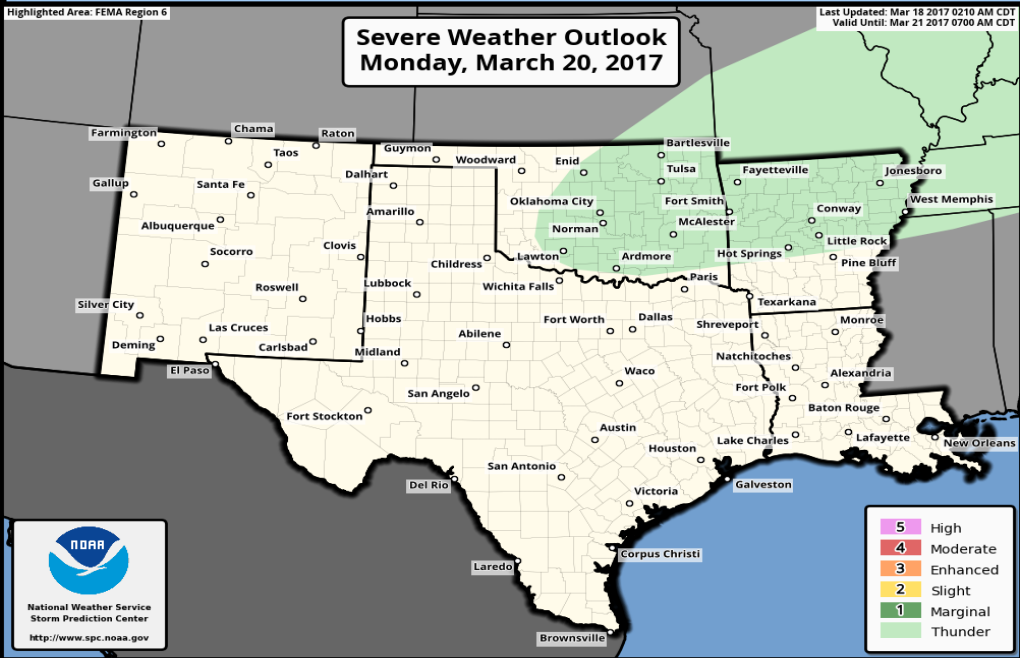 Highlighted Area: FEMA Region 6
Last Updated: Mar 18 2017 0210 AM CDT
Valid Until: Mar 21 2017 0700 AM CDT
Severe Weather Outlook
Monday, March 20, 2017
Farmington
Chama
Raton
Taos
Guymon
Woodward
Enid
Bartlesville
Tulsa
Fayetteville
Jonesboro
Gallup
Santa Fe
Dalhart
Oklahoma City
Fort Smith
West Memphis
Albuquerque
Amarillo
Norman
McAlester
Conway
Socorro
Clovis
Childress
Lawton
Ardmore
Hot Springs
Little Rock
Pine Bluff
Roswell
Lubbock
Wichita Falls
Paris
Texarkana
Silver City
Las Cruces
Hobbs
Abilene
Fort Worth
Dallas
Shreveport
Monroe
Deming
Carlsbad
Midland
Natchitoches
El Paso
San Angelo
Waco
Fort Polk
Alexandria
Fort Stockton
Austin
Baton Rouge
Houston
Lake Charles
Lafayette
New Orleans
San Antonio
Del Rio
Victoria
Galveston
Corpus Christi
Laredo
Brownsville
NOAA
National Weather Service
Storm Prediction Center
http://www.spc.noaa.gov
5 High
4 Moderate
3 Enhanced
2 Slight
1 Marginal
Thunder